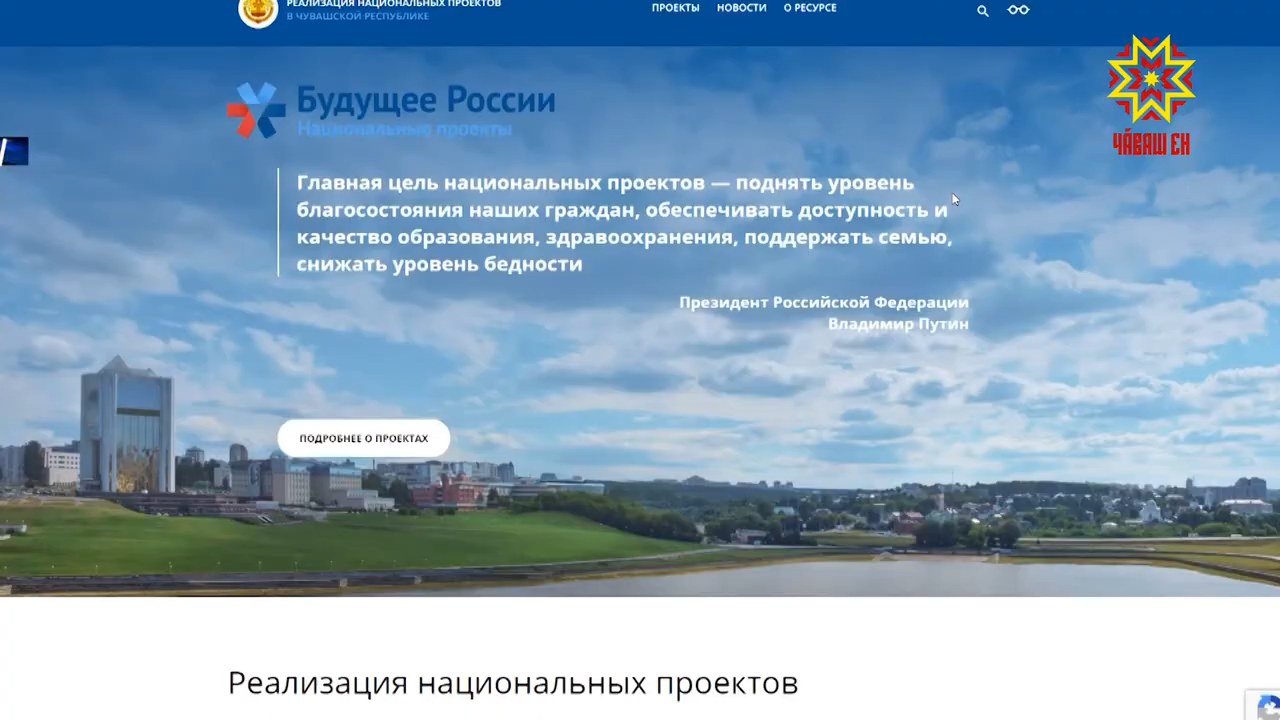 РЕАЛИЗАЦИЯ НАЦИОНАЛЬНЫХ ПРОЕКТОВ
В ЧУВАШСКОЙ РЕСПУБЛИКЕ
ПРОЕКТЫ НОВОСТИ О РЕСУРСЕ
Будущее России
Национальные проекты
ЧӐВАШ ЕН
Главная цель национальных проектов — поднять уровень
благосостояния наших граждан, обеспечивать доступность и
качество образования, здравоохранения, поддержать семью,
снижать уровень бедности
Президент Российской Федерации
Владимир Путин
ПОДРОБНЕЕ О ПРОЕКТАХ
Реализация национальных проектов